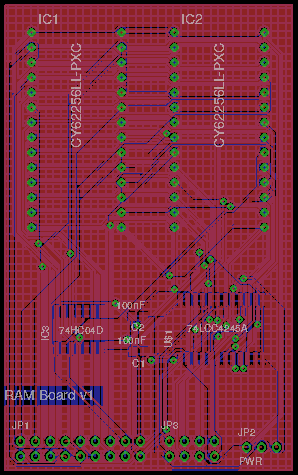 IC1
IC2
CY62256LL-PXC
CY62256LL-PXC
100nF
IC3
74HC04D
C2
US1
74LCC4245A
100nF
C1
RAM Board v1
JP1
JP3
JP2
PWR